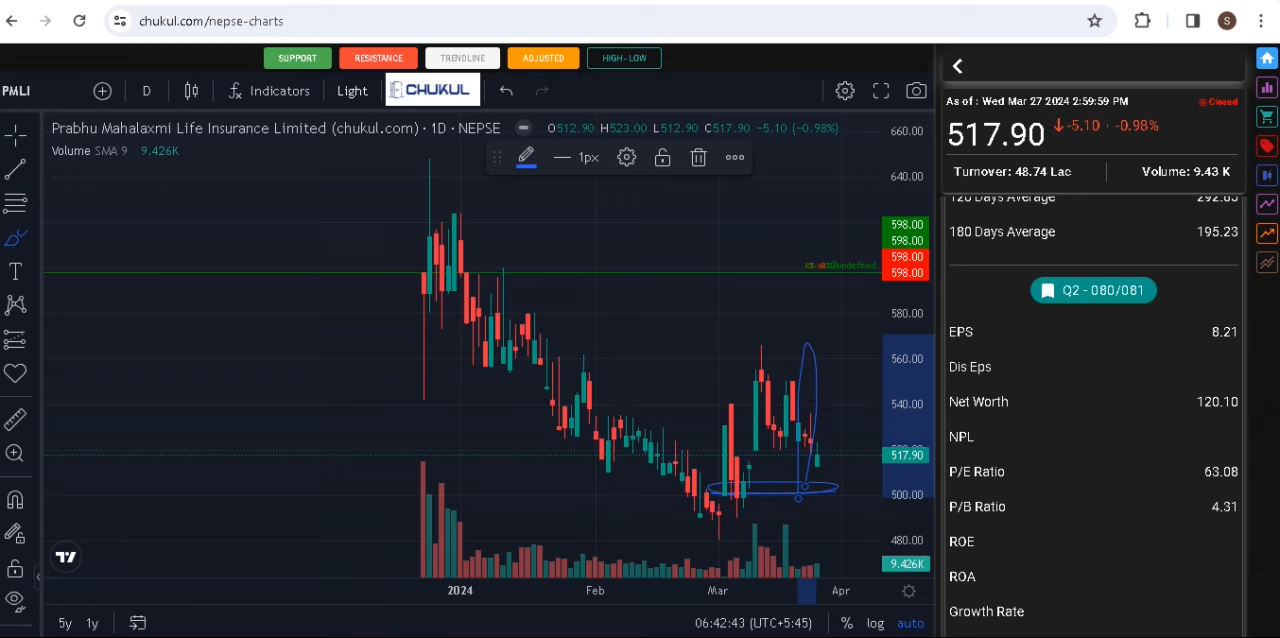 chukul.com/nepse-charts
S
SUPPORT RESISTANCE TRENDLINE ADJUSTED HIGH-LOW
PMLI D Indicators Light CHUKUL
Prabhu Mahalaxmi Life Insurance Limited (chukul.com) · 1D · NEPSE O512.90 H523.00 L512.90 C517.90 -5.10 (-0.98%)
Volume SMA 9 9.426K
1px
660.00
640.00
598.00
598.00
598.00
598.00
580.00
560.00
540.00
517.90
500.00
480.00
9.426K
2024 Feb Mar Apr
5y 1y 06:42:43 (UTC+5:45) % log auto
As of : Wed Mar 27 2024 2:59:59 PM Closed
517.90 -5.10 -0.98%
Turnover: 48.74 Lac Volume: 9.43 K
120 Days Average 292.85
180 Days Average 195.23
Q2 - 080/081
EPS 8.21
Dis Eps
Net Worth 120.10
NPL
P/E Ratio 63.08
P/B Ratio 4.31
ROE
ROA
Growth Rate